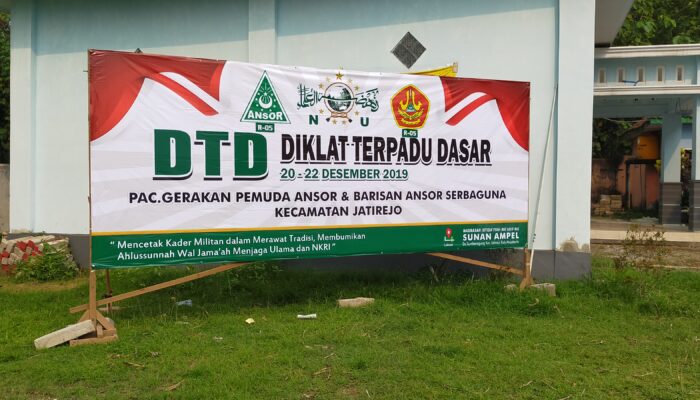 ANSOR
R-05
N U
R-05
DTD DIKLAT TERPADU DASAR
20 - 22 DESEMBER 2019
PAC.GERAKAN PEMUDA ANSOR & BARISAN ANSOR SERBAGUNA
KECAMATAN JATIREJO
" Mencetak Kader Militan dalam Merawat Tradisi, Membumikan
Ahlussunnah Wal Jama'ah Menjaga Ulama dan NKRI "
SUNAN AMPEL